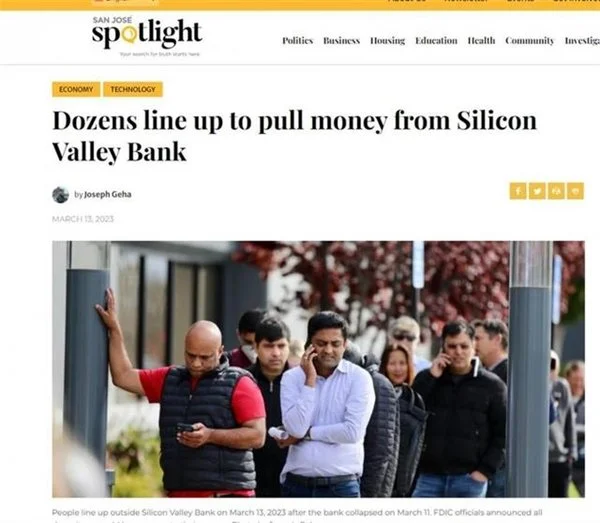 SAN JOSÉ
spotlight
Your search for truth starts here.
Politics Business Housing Education Health Community Investiga
ECONOMY TECHNOLOGY
Dozens line up to pull money from Silicon
Valley Bank
by Joseph Geha
MARCH 13, 2023
People line up outside Silicon Valley Bank on March 13, 2023 after the bank collapsed on March 11. FDIC officials announced all